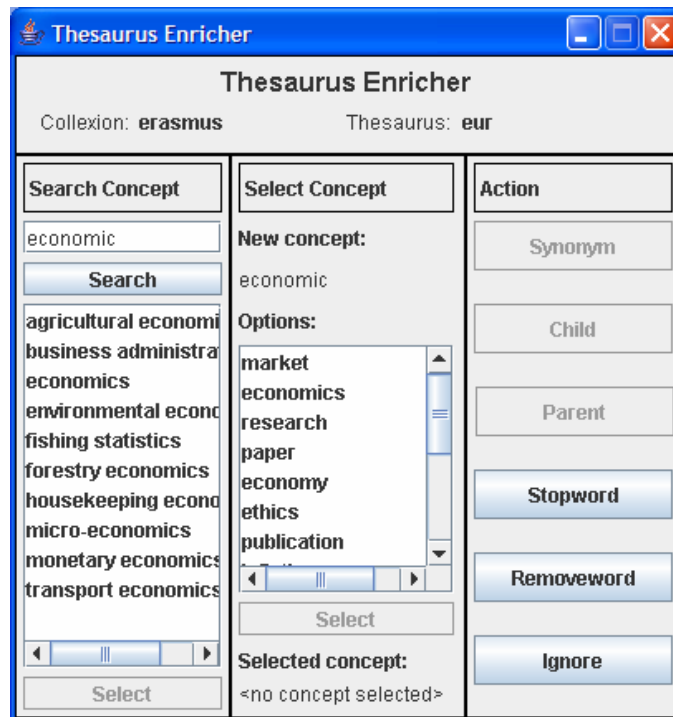 Thesaurus Enricher
Thesaurus Enricher
Collexion: erasmus Thesaurus: eur
Search Concept
economic
Search
agricultural economi
business administra
economics
environmental econo
fishing statistics
forestry economics
housekeeping econo
micro-economics
monetary economics
transport economics
Select
Select Concept
New concept:
economic
Options:
market
economics
research
paper
economy
ethics
publication
Select
Selected concept:
<no concept selected>
Action
Synonym
Child
Parent
Stopword
Removeword
Ignore